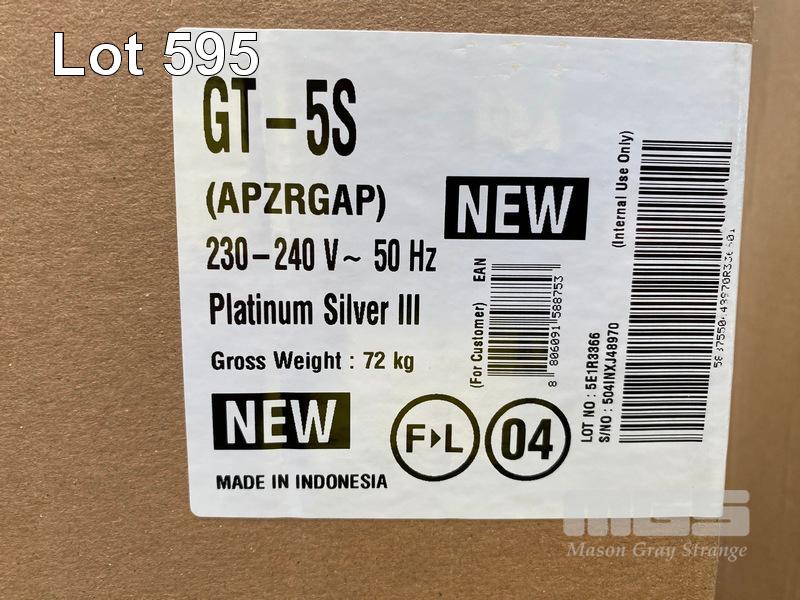 Lot 595
GT-5S
(APZRGAP)
NEW
230-240 V~ 50 Hz
Platinum Silver III
Gross Weight : 72 kg
NEW
F▸L
04
MADE IN INDONESIA
(For Customer) EAN
8 806091 588753
LOT NO : 5E1R3366
S/NO : 504INXJ48970
(Internal Use Only)
MGS
Mason Gray Strange